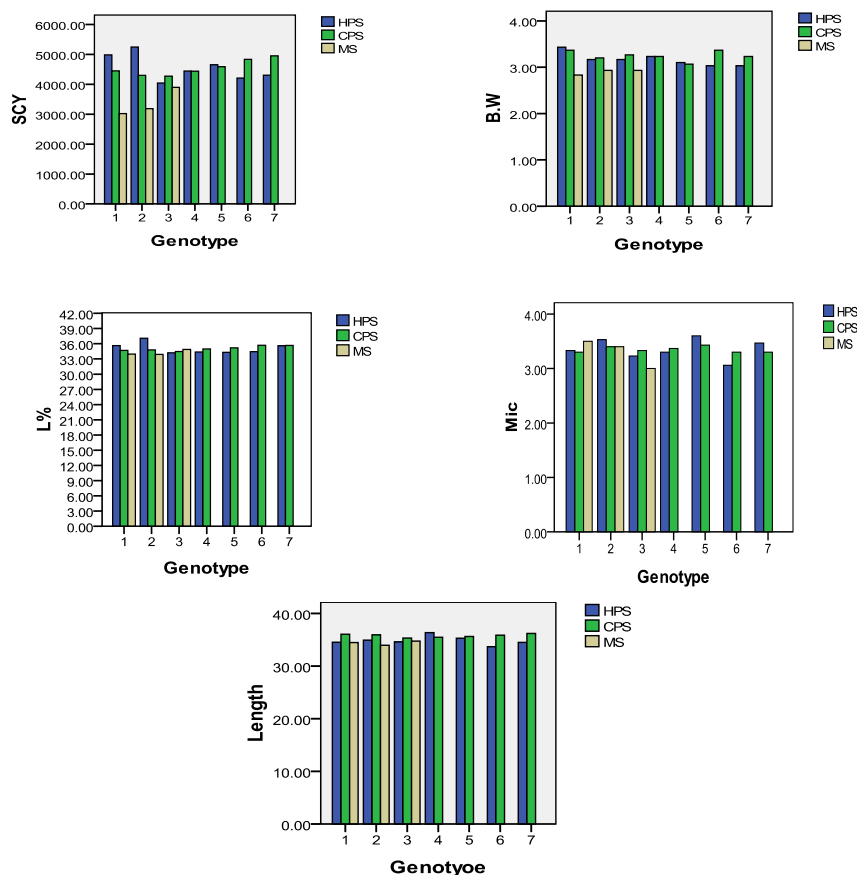 SCY
6000.00
5000.00
4000.00
3000.00
2000.00
1000.00
0.00
1 2 3 4 5 6 7
Genotype
HPS
CPS
MS
B.W
4.00
3.00
2.00
1.00
0.00
1 2 3 4 5 6 7
Genotype
HPS
CPS
MS
L%
42.00
39.00
36.00
33.00
30.00
27.00
24.00
21.00
18.00
15.00
12.00
9.00
6.00
3.00
0.00
1 2 3 4 5 6 7
Genotype
HPS
CPS
MS
Mic
4.00
3.00
2.00
1.00
0.00
1 2 3 4 5 6 7
Genotype
HPS
CPS
MS
Length
40.00
30.00
20.00
10.00
0.00
1 2 3 4 5 6 7
Genotyoe
HPS
CPS
MS